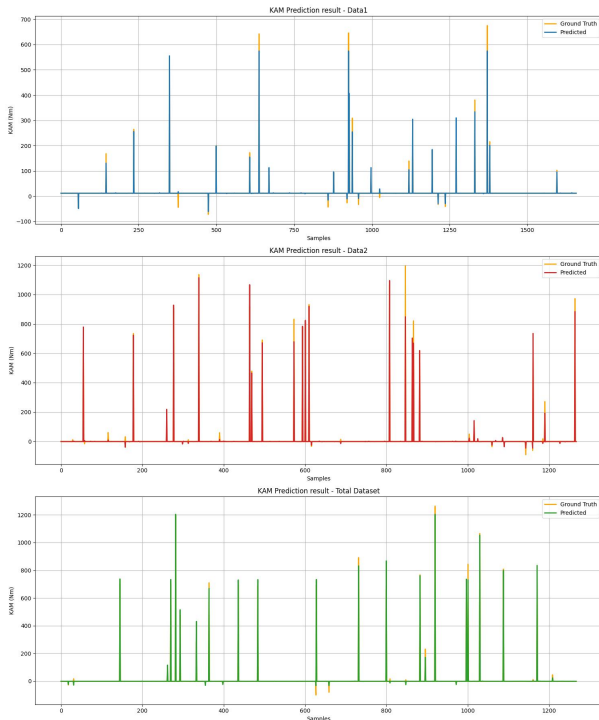 KAM Prediction result - Data1
Ground Truth
Predicted
700
600
500
400
300
200
100
0
−100
KAM (Nm)
0
250
500
750
1000
1250
1500
Samples
KAM Prediction result - Data2
Ground Truth
Predicted
1200
1000
800
600
400
200
0
KAM (Nm)
0
200
400
600
800
1000
1200
Samples
KAM Prediction result - Total Dataset
Ground Truth
Predicted
1200
1000
800
600
400
200
0
KAM (Nm)
0
200
400
600
800
1000
1200
Samples